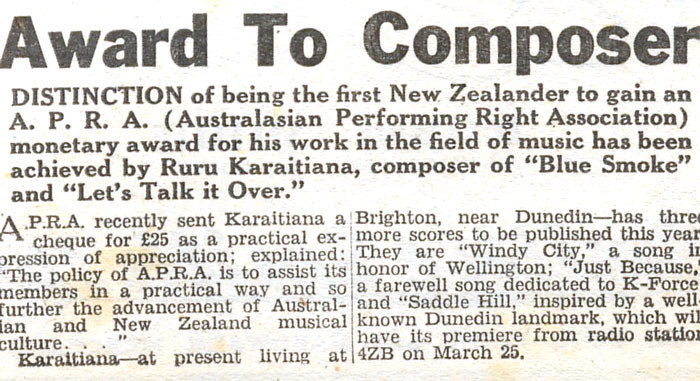 Award To Composer
DISTINCTION of being the first New Zealander to gain an
A. P. R. A. (Australasian Performing Right Association)
monetary award for his work in the field of music has been
achieved by Ruru Karaitiana, composer of "Blue Smoke"
and "Let's Talk it Over."
A.P.R.A. recently sent Karaitiana a
cheque for £25 as a practical ex-
pression of appreciation; explained:
"The policy of A.P.R.A. is to assist its
members in a practical way and so
further the advancement of Austral-
ian and New Zealand musical
culture. . . "
Karaitiana—at present living at
Brighton, near Dunedin—has three
more scores to be published this year
They are "Windy City," a song in
honor of Wellington; "Just Because,"
a farewell song dedicated to K-Force
and "Saddle Hill," inspired by a well
known Dunedin landmark, which will
have its premiere from radio station
4ZB on March 25.